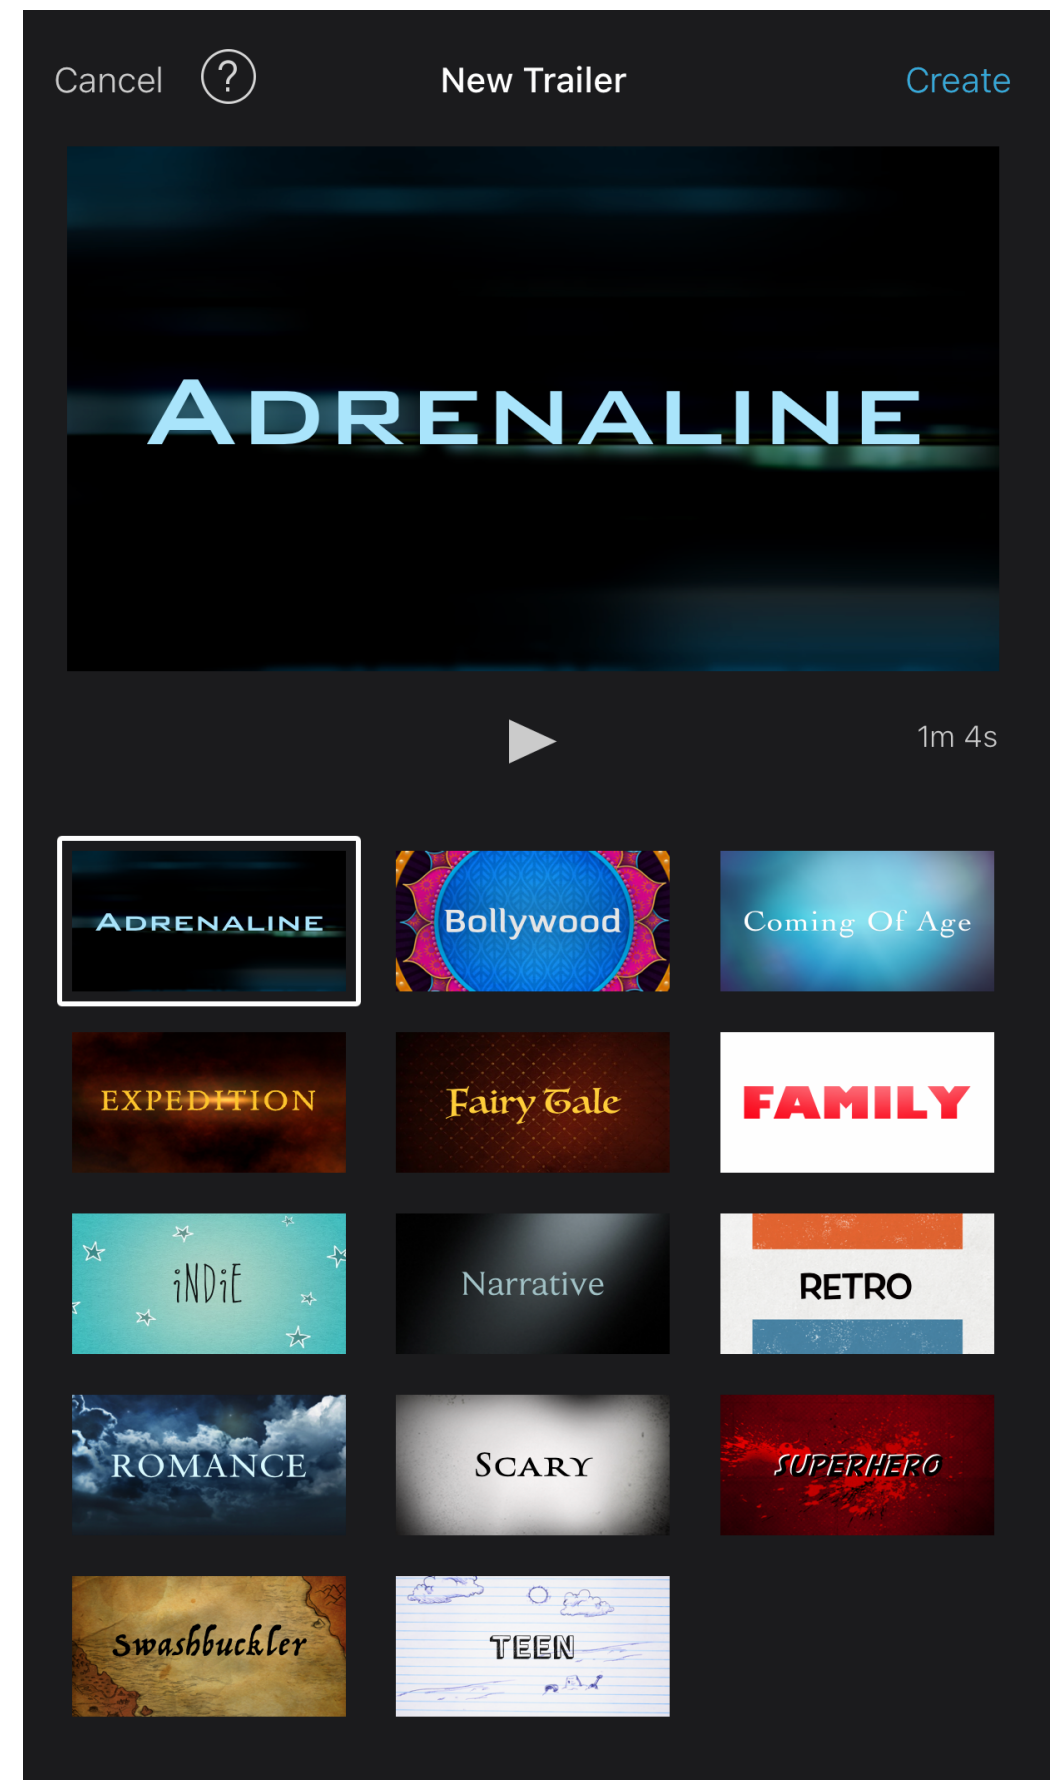 Cancel ? New Trailer Create
ADRENALINE
1m 4s
ADRENALINE
Bollywood
Coming Of Age
EXPEDITION
Fairy Tale
FAMILY
iNDiE
Narrative
RETRO
ROMANCE
SCARY
SUPERHERO
Swashbuckler
TEEN